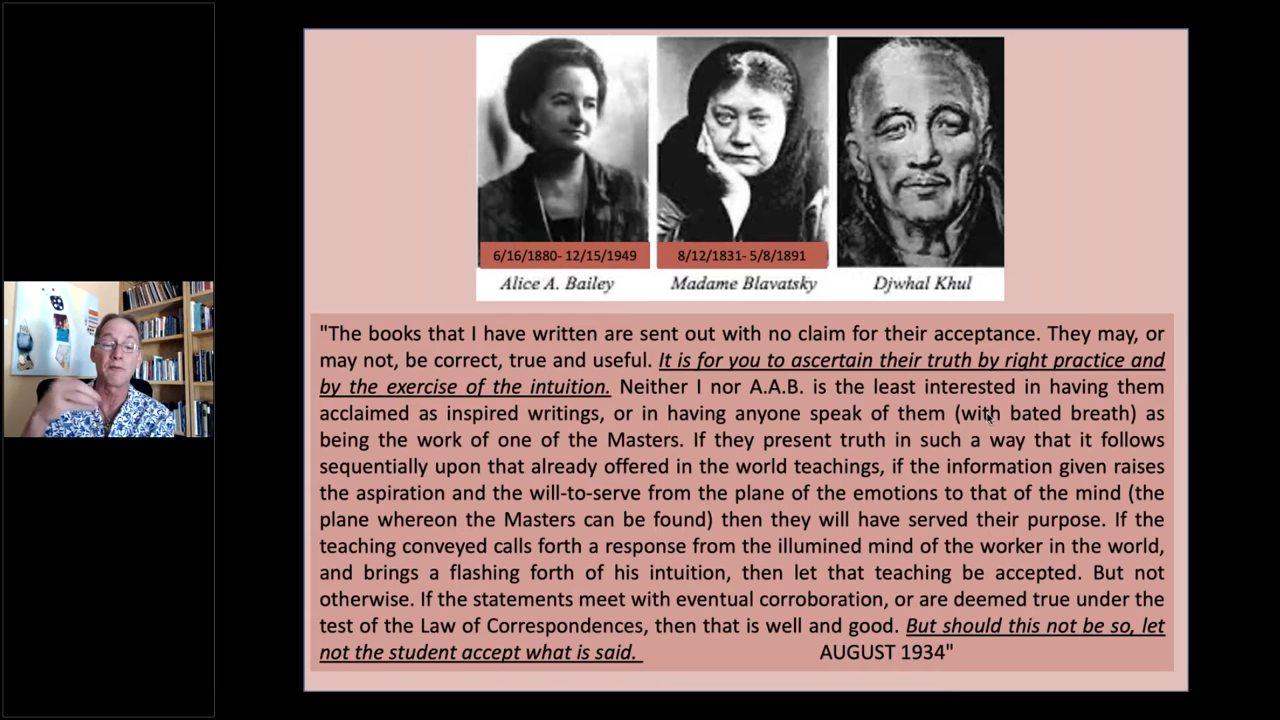 6/16/1880- 12/15/1949
8/12/1831- 5/8/1891
Alice A. Bailey
Madame Blavatsky
Djwhal Khul
"The books that I have written are sent out with no claim for their acceptance. They may, or
may not, be correct, true and useful. It is for you to ascertain their truth by right practice and
by the exercise of the intuition. Neither I nor A.A.B. is the least interested in having them
acclaimed as inspired writings, or in having anyone speak of them (with bated breath) as
being the work of one of the Masters. If they present truth in such a way that it follows
sequentially upon that already offered in the world teachings, if the information given raises
the aspiration and the will-to-serve from the plane of the emotions to that of the mind (the
plane whereon the Masters can be found) then they will have served their purpose. If the
teaching conveyed calls forth a response from the illumined mind of the worker in the world,
and brings a flashing forth of his intuition, then let that teaching be accepted. But not
otherwise. If the statements meet with eventual corroboration, or are deemed true under the
test of the Law of Correspondences, then that is well and good. But should this not be so, let
not the student accept what is said. AUGUST 1934"